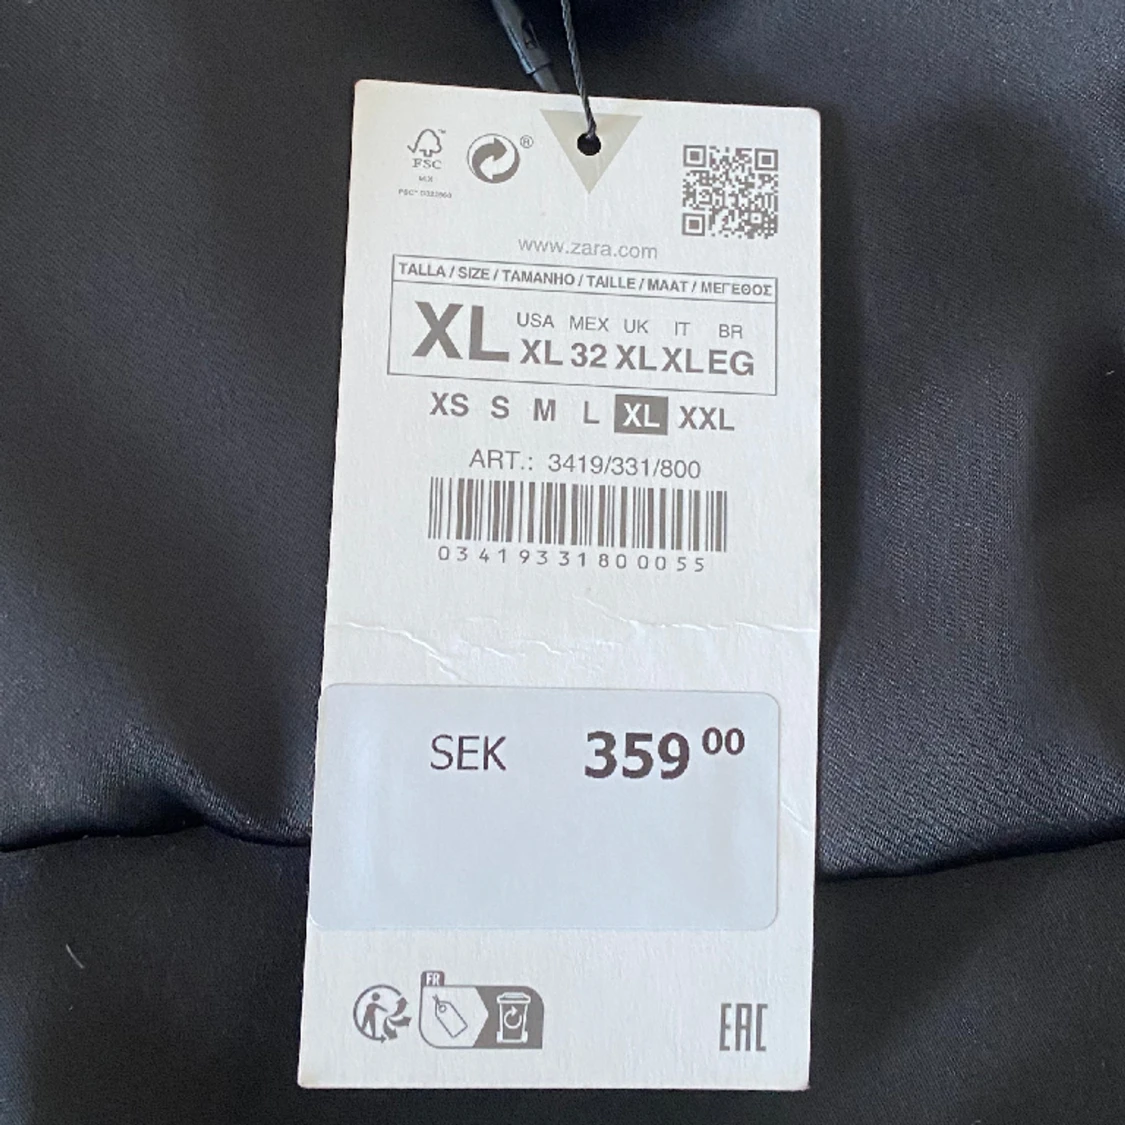 FSC
MIX
®
www.zara.com
TALLA / SIZE / TAMANHO / TAILLE / MAAT / ΜΕΓΕΘΟΣ
XL
USA MEX UK IT BR
XL 32 XL XL EG
XS S M L XL XXL
ART.: 3419/331/800
03419331800055
SEK 359 00
FR
EAC